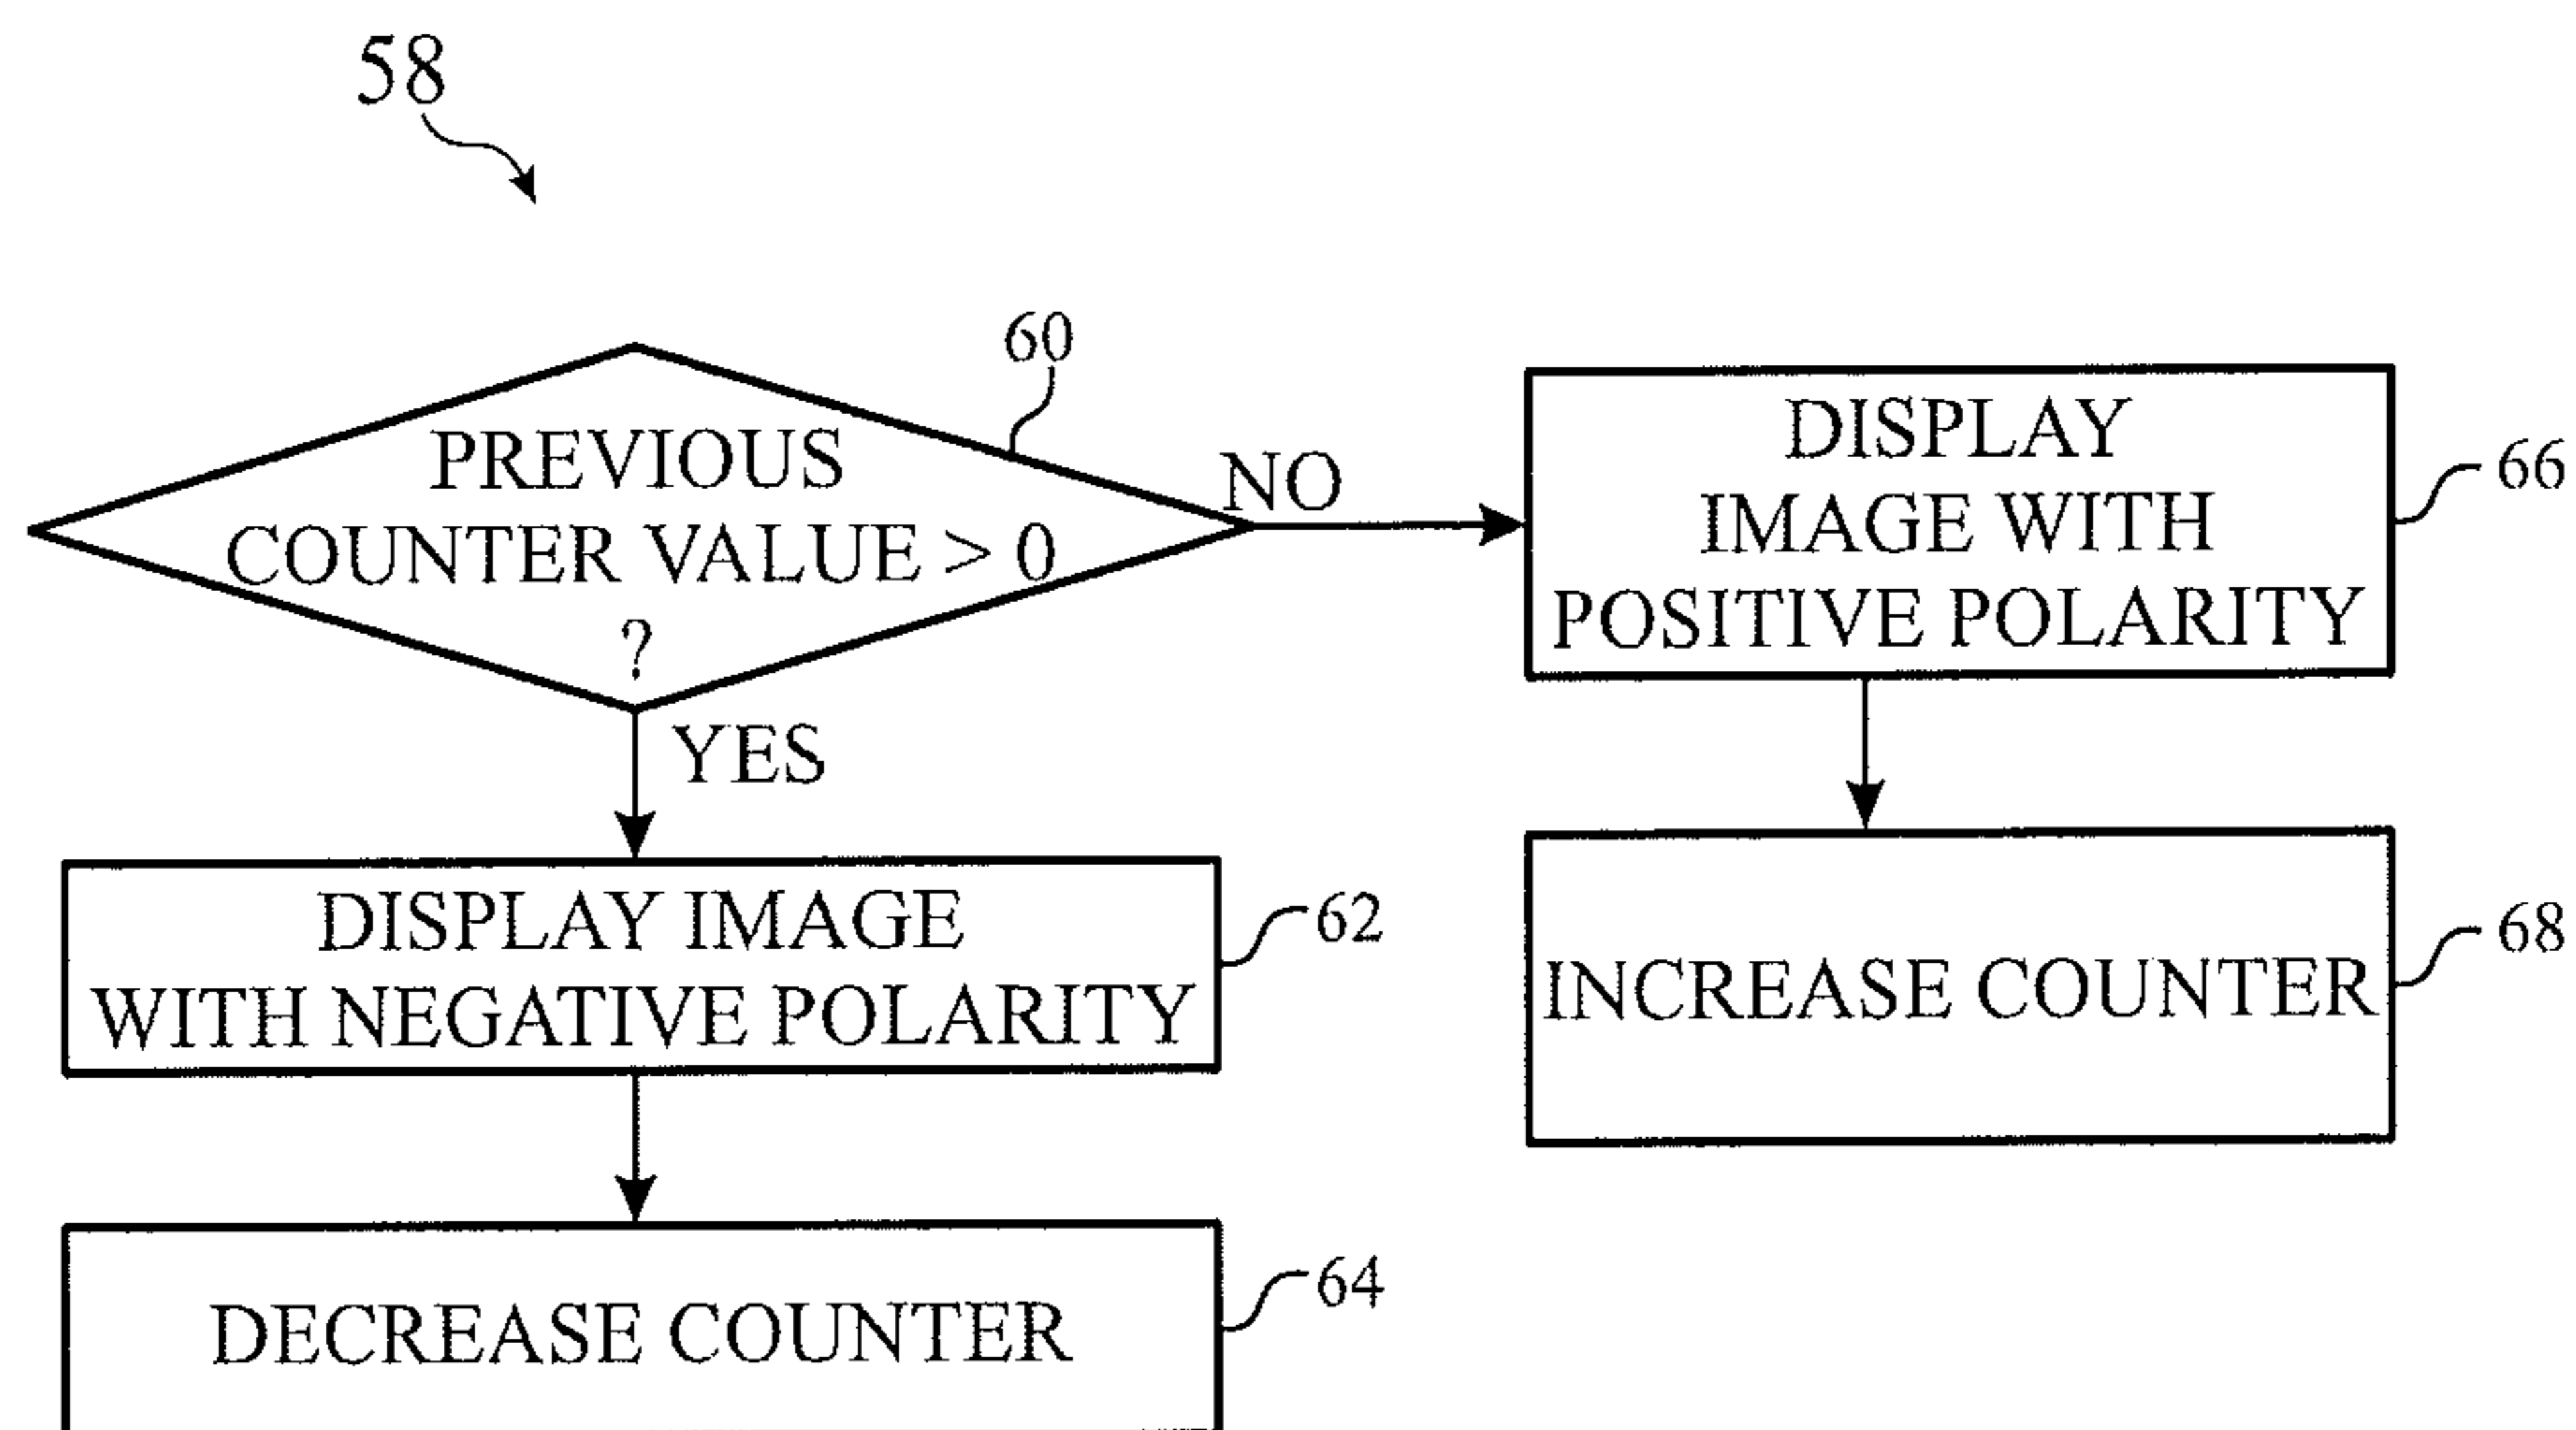 58
60
PREVIOUS
COUNTER VALUE > 0
?
NO
YES
DISPLAY
IMAGE WITH
POSITIVE POLARITY
66
DISPLAY IMAGE
WITH NEGATIVE POLARITY
62
INCREASE COUNTER
68
DECREASE COUNTER
64